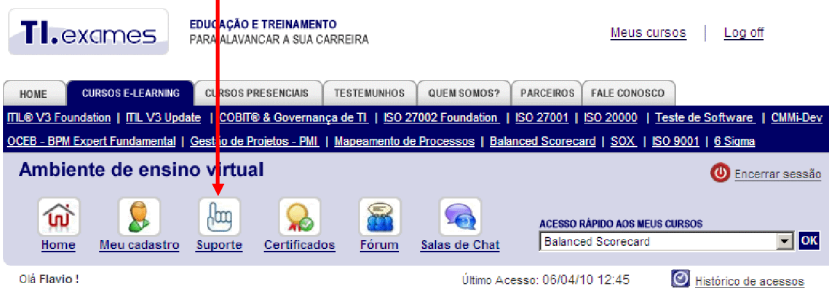 TI.exames
EDUCAÇÃO E TREINAMENTO
PARA ALAVANCAR A SUA CARREIRA
Meus cursos | Log off
HOME CURSOS E-LEARNING CURSOS PRESENCIAIS TESTEMUNHOS QUEM SOMOS? PARCEIROS FALE CONOSCO
ITIL® V3 Foundation | ITIL V3 Update | COBIT® & Governança de TI | ISO 27002 Foundation | ISO 27001 | ISO 20000 | Teste de Software | CMMi-Dev
OCEB - BPM Expert Fundamental | Gestão de Projetos - PMI | Mapeamento de Processos | Balanced Scorecard | SOX | ISO 9001 | 6 Sigma
Ambiente de ensino virtual
Encerrar sessão
ACESSO RÁPIDO AOS MEUS CURSOS
Balanced Scorecard OK
Home Meu cadastro Suporte Certificados Fórum Salas de Chat
Olá Flavio ! Último Acesso: 06/04/10 12:45 Histórico de acessos